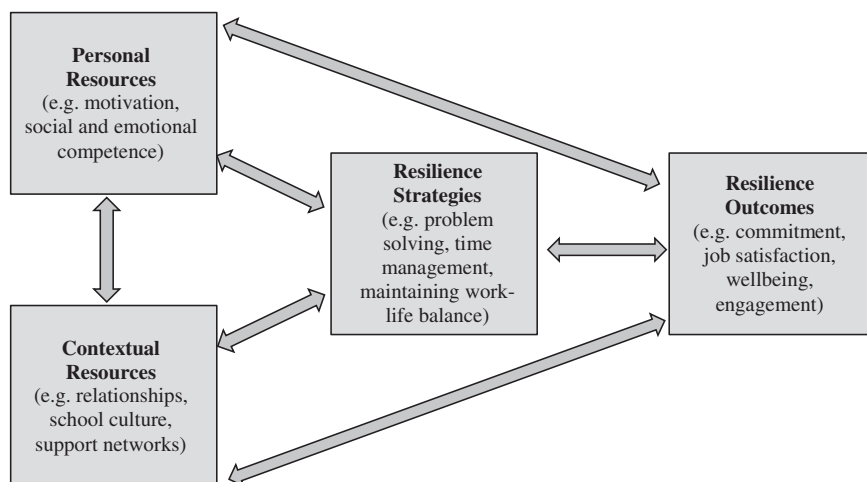 Personal
Resources
(e.g. motivation,
social and emotional
competence)
Resilience
Strategies
(e.g. problem
solving, time
management,
maintaining work-
life balance)
Resilience
Outcomes
(e.g. commitment,
job satisfaction,
wellbeing,
engagement)
Contextual
Resources
(e.g. relationships,
school culture,
support networks)